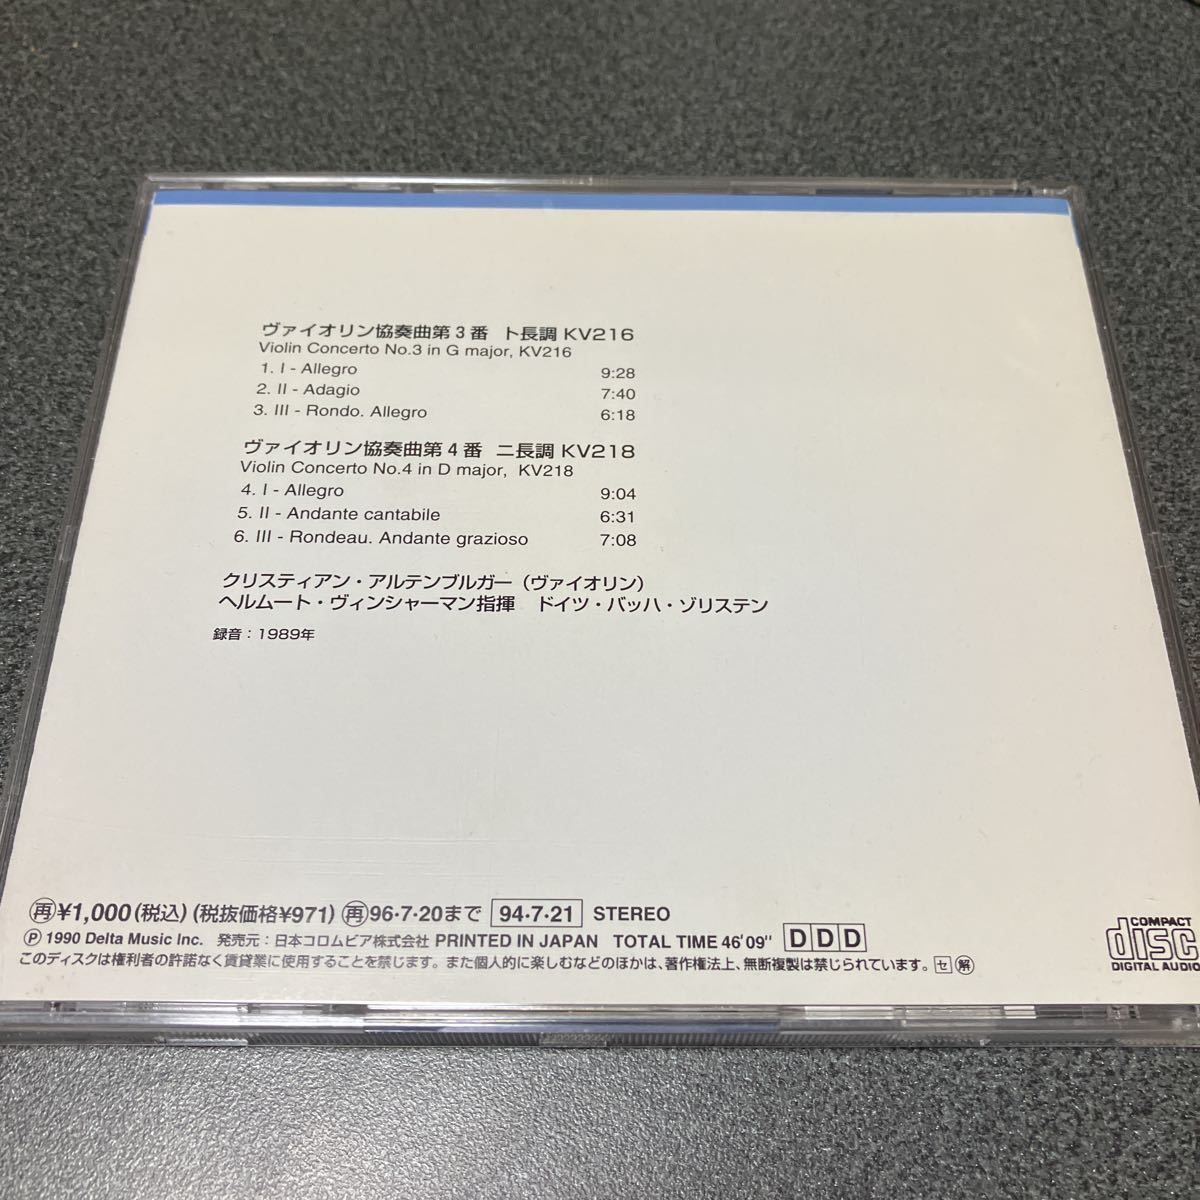 ヴァイオリン協奏曲第3番 ト長調 KV216
Violin Concerto No.3 in G major, KV216
1. I - Allegro 9:28
2. II - Adagio 7:40
3. III - Rondo. Allegro 6:18
ヴァイオリン協奏曲第4番 ニ長調 KV218
Violin Concerto No.4 in D major, KV218
4. I - Allegro 9:04
5. II - Andante cantabile 6:31
6. III - Rondeau. Andante grazioso 7:08
クリスティアン・アルテンブルガー（ヴァイオリン）
ヘルムート・ヴィンシャーマン指揮 ドイツ・バッハ・ゾリステン
録音：1989年
㊢¥1,000(税込)(税抜価格¥971) 再96・7・20まで 94・7・21 STEREO
Ⓟ 1990 Delta Music Inc. 発売元：日本コロムビア株式会社 PRINTED IN JAPAN TOTAL TIME 46'09" DDD
このディスクは権利者の許諾なく賃貸業に使用することを禁じます。また個人的に楽しむなどのほかは、著作権法上、無断複製は禁じられています。セ 解
COMPACT
disc
DIGITAL AUDIO